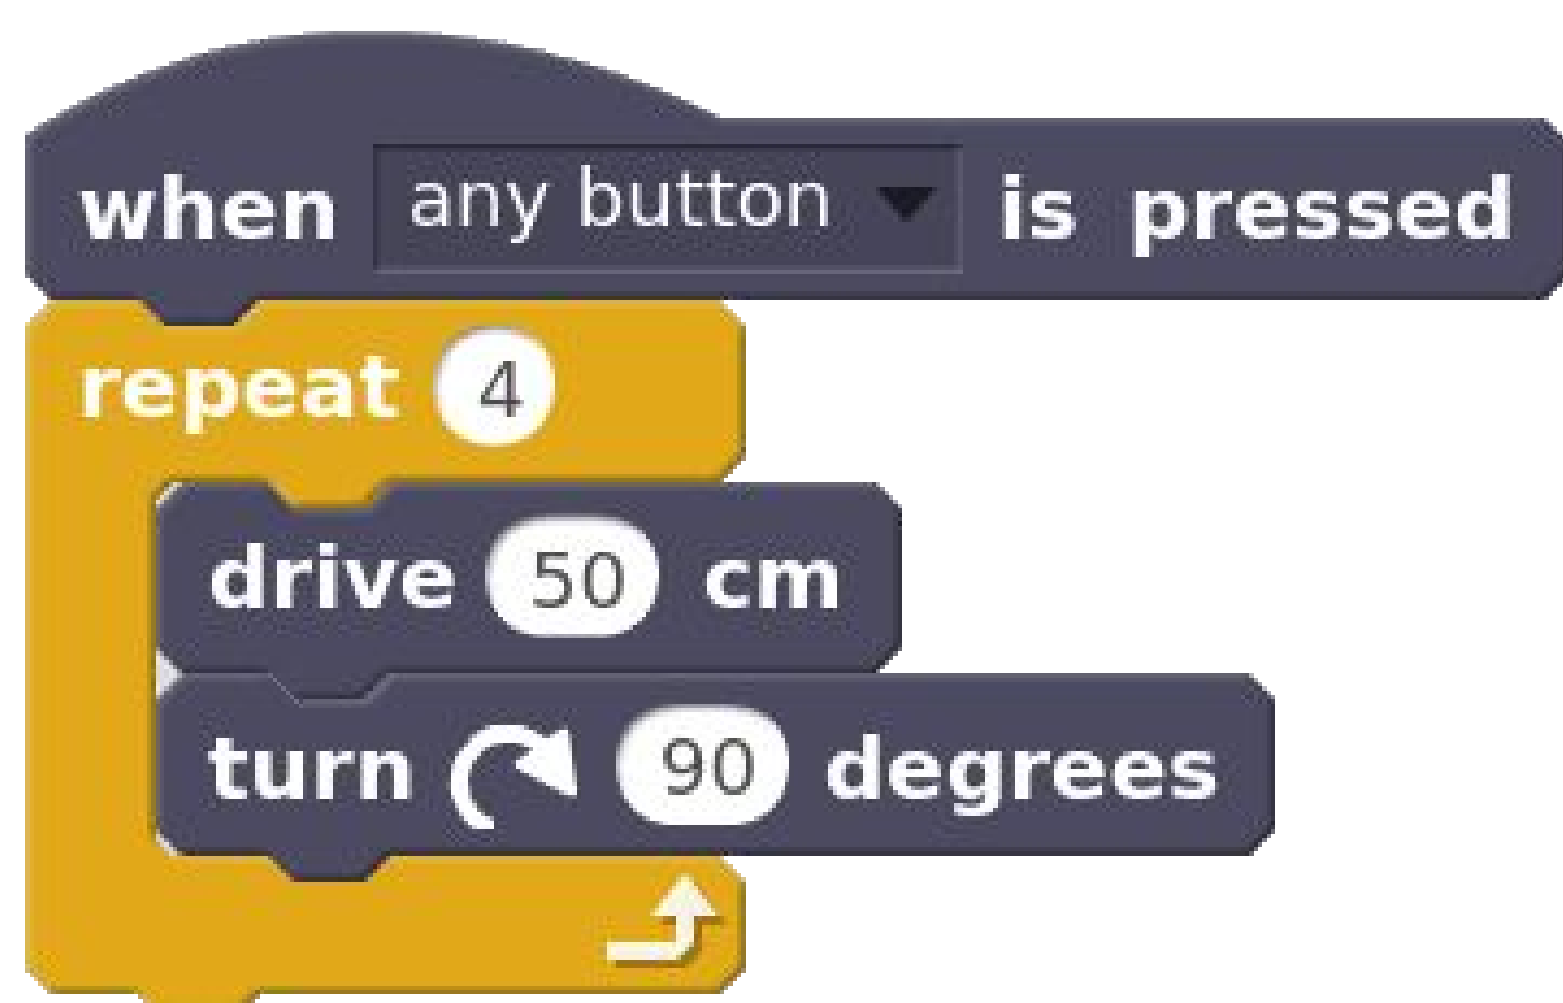 when any button is pressed
repeat 4
drive 50 cm
turn 90 degrees